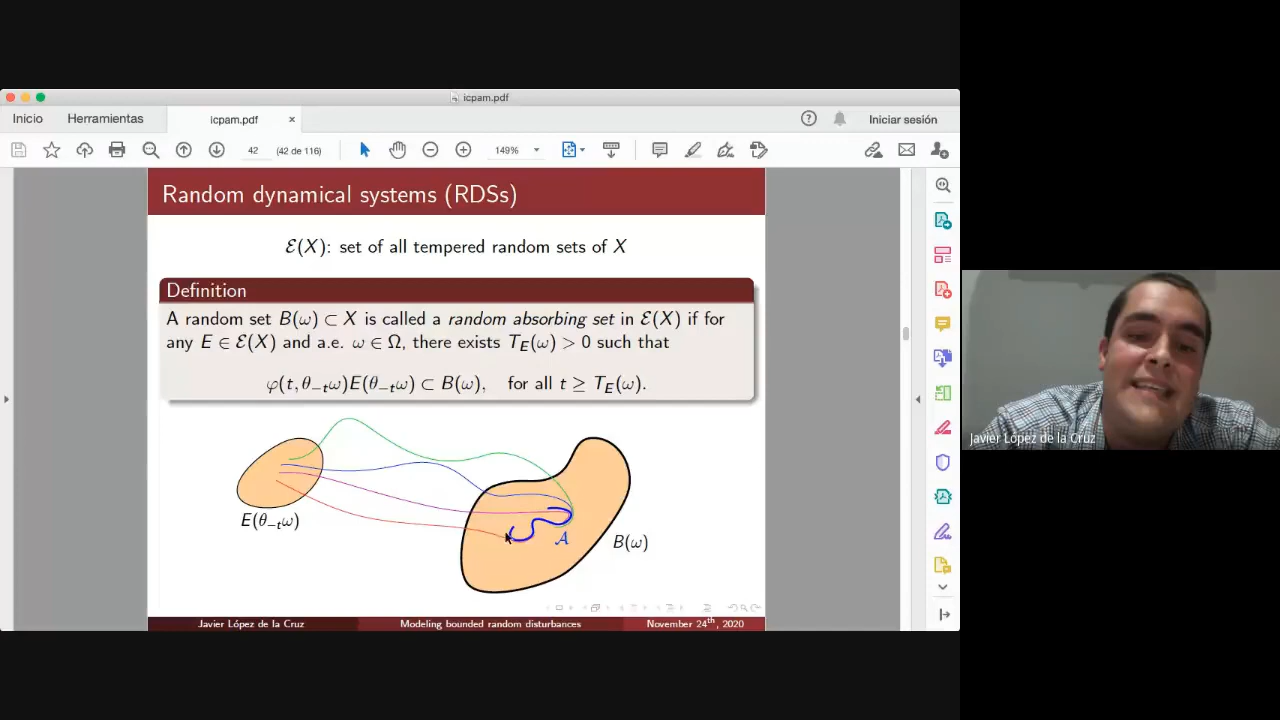 icpam.pdf
Inicio Herramientas icpam.pdf × Iniciar sesión
42 (42 de 116) 149%
Random dynamical systems (RDSs)
ℰ(X): set of all tempered random sets of X
Definition
A random set B(ω) ⊂ X is called a random absorbing set in ℰ(X) if for
any E ∈ ℰ(X) and a.e. ω ∈ Ω, there exists T_E(ω) > 0 such that
φ(t, θ₋ₜω)E(θ₋ₜω) ⊂ B(ω), for all t ≥ T_E(ω).
E(θ₋ₜω)
𝒜
B(ω)
Javier López de la Cruz Modeling bounded random disturbances November 24th, 2020
Javier López de la Cruz